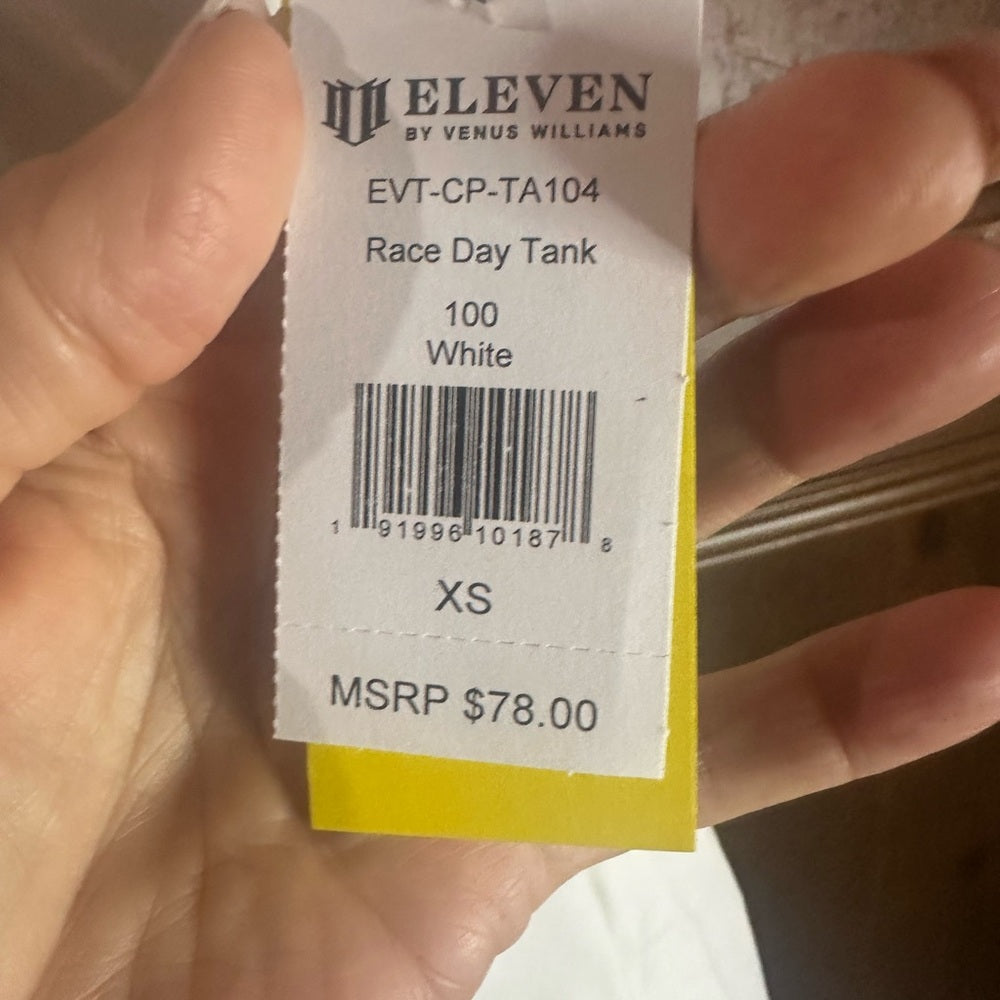 ELEVEN
BY VENUS WILLIAMS
EVT-CP-TA104
Race Day Tank
100
White
1 91996 10187 8
XS
MSRP $78.00